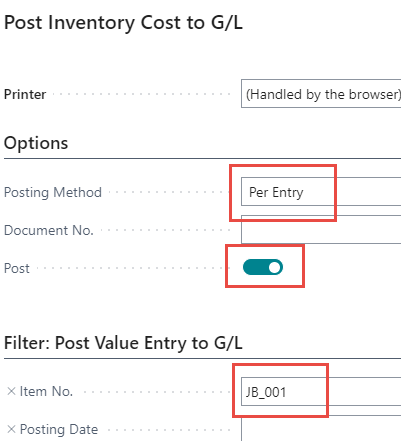 Post Inventory Cost to G/L
Printer (Handled by the browser)
Options
Posting Method Per Entry
Document No.
Post
Filter: Post Value Entry to G/L
× Item No. JB_001
× Posting Date